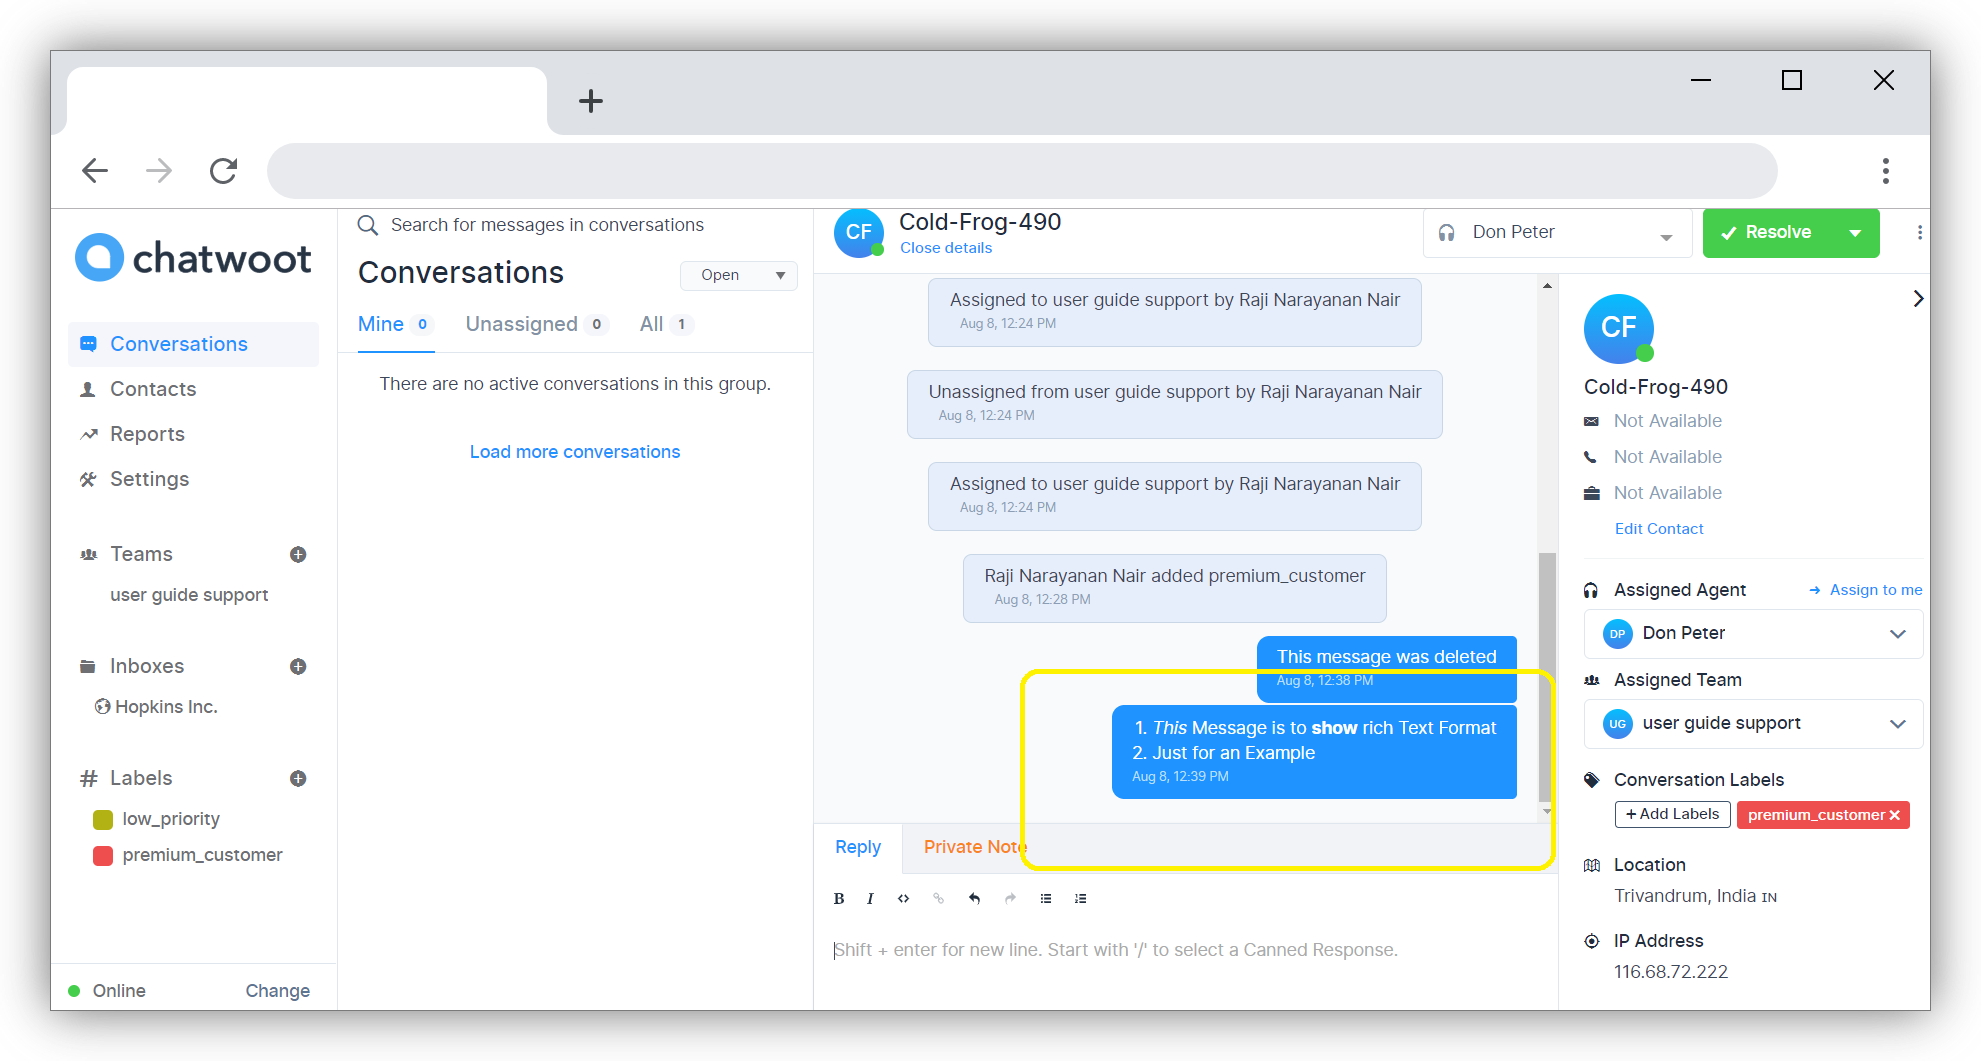 chatwoot
Conversations
Contacts
Reports
Settings
Teams
user guide support
Inboxes
Hopkins Inc.
Labels
low_priority
premium_customer
Online
Change
Search for messages in conversations
Conversations
Open
Mine 0
Unassigned 0
All 1
There are no active conversations in this group.
Load more conversations
CF
Cold-Frog-490
Close details
Don Peter
Resolve
Assigned to user guide support by Raji Narayanan Nair
Aug 8, 12:24 PM
Unassigned from user guide support by Raji Narayanan Nair
Aug 8, 12:24 PM
Assigned to user guide support by Raji Narayanan Nair
Aug 8, 12:24 PM
Raji Narayanan Nair added premium_customer
Aug 8, 12:28 PM
This message was deleted
Aug 8, 12:38 PM
1. This Message is to show rich Text Format
2. Just for an Example
Aug 8, 12:39 PM
Reply
Private Note
B I
Shift + enter for new line. Start with '/' to select a Canned Response.
CF
Cold-Frog-490
Not Available
Not Available
Not Available
Edit Contact
Assigned Agent
Assign to me
DP Don Peter
Assigned Team
UG user guide support
Conversation Labels
+ Add Labels
premium_customer
Location
Trivandrum, India IN
IP Address
116.68.72.222